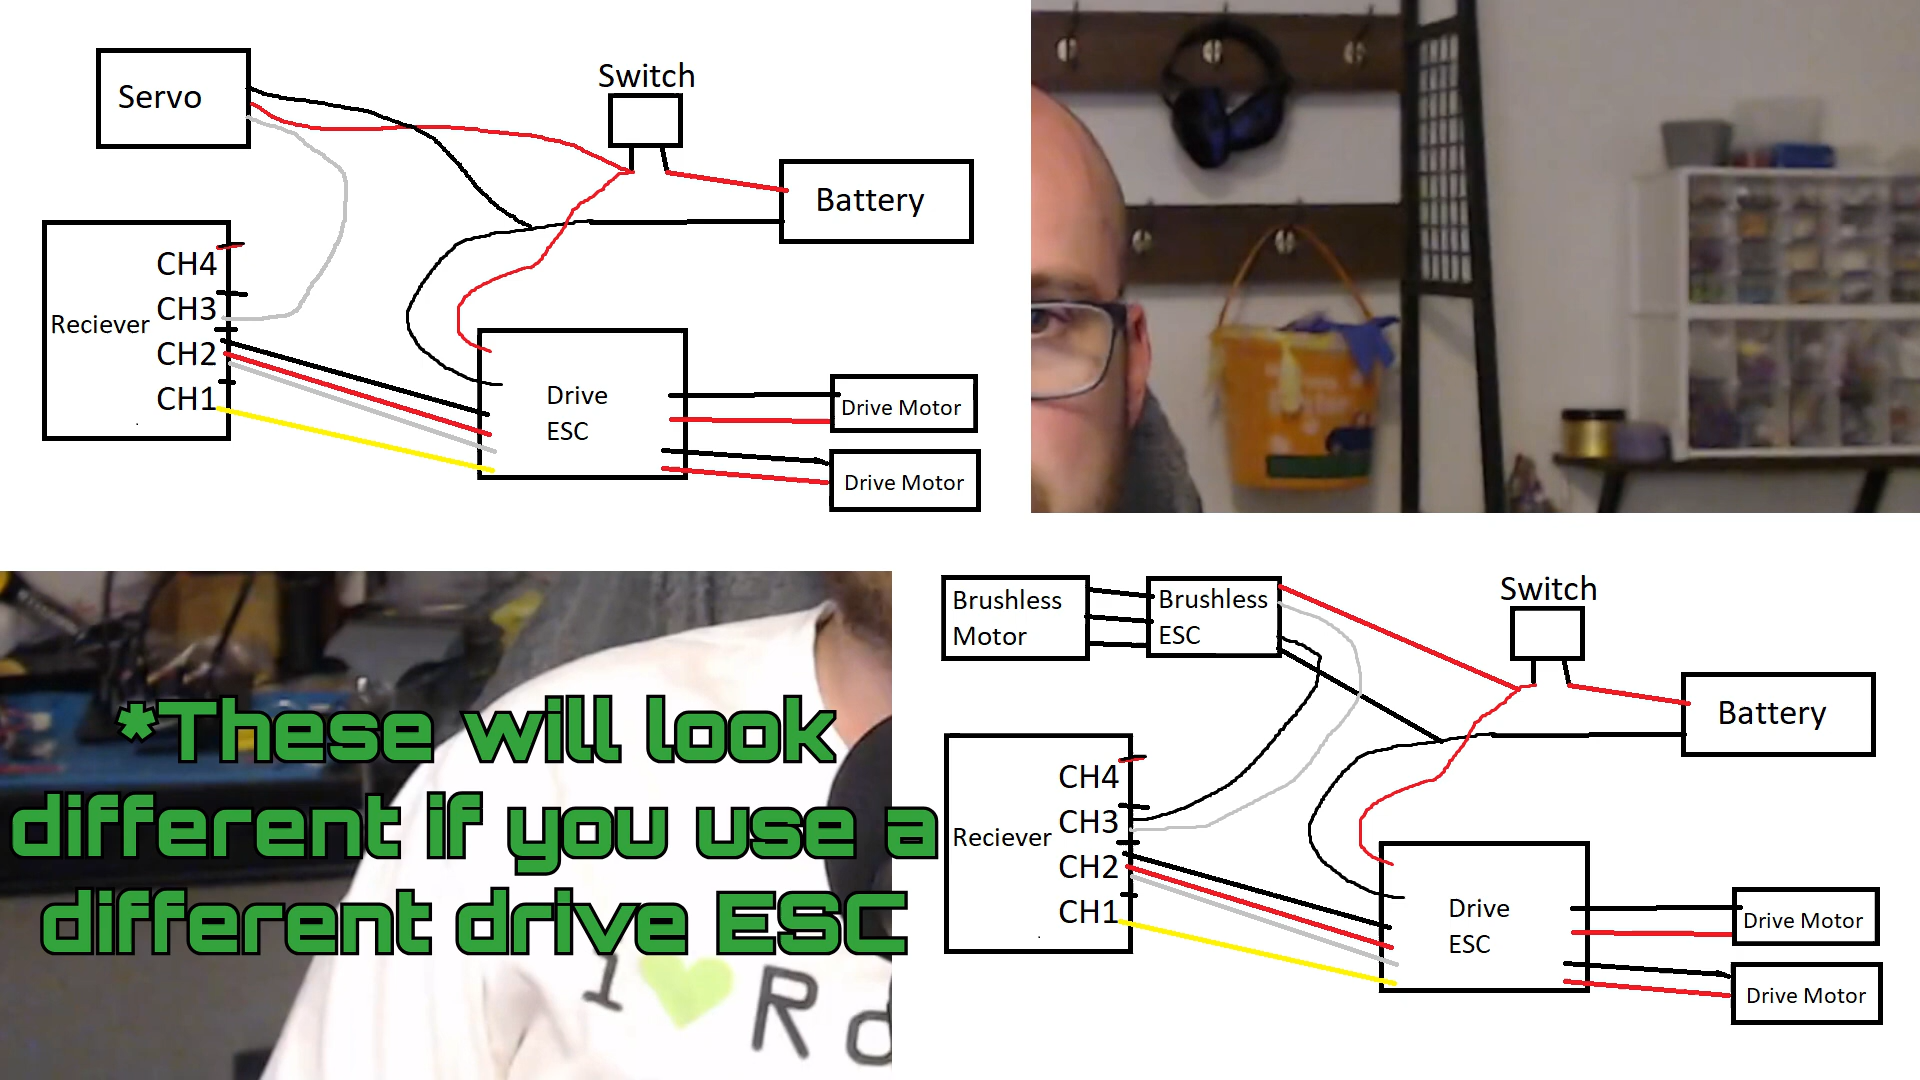 Servo
Switch
Battery
Reciever
CH4
CH3
CH2
CH1
Drive
ESC
Drive Motor
Drive Motor
*These will look
different if you use a
different drive ESC
I R
Brushless
Motor
Brushless
ESC
Switch
Battery
Reciever
CH4
CH3
CH2
CH1
Drive
ESC
Drive Motor
Drive Motor